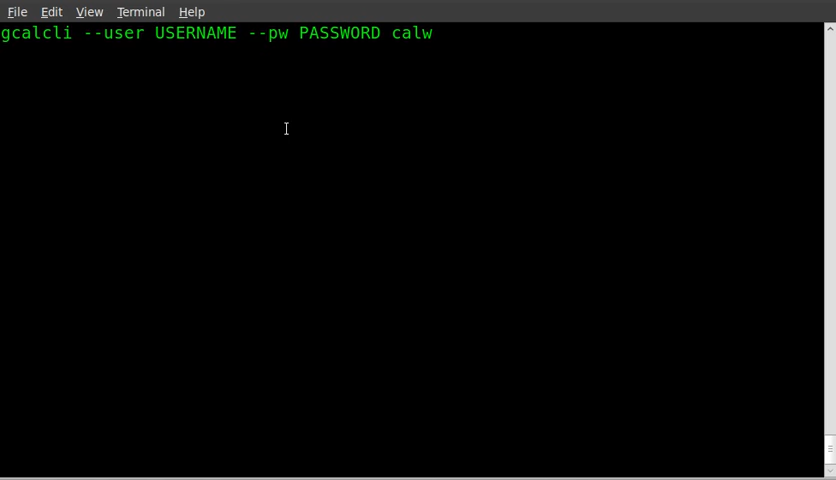 File Edit View Terminal Help
gcalcli --user USERNAME --pw PASSWORD calw